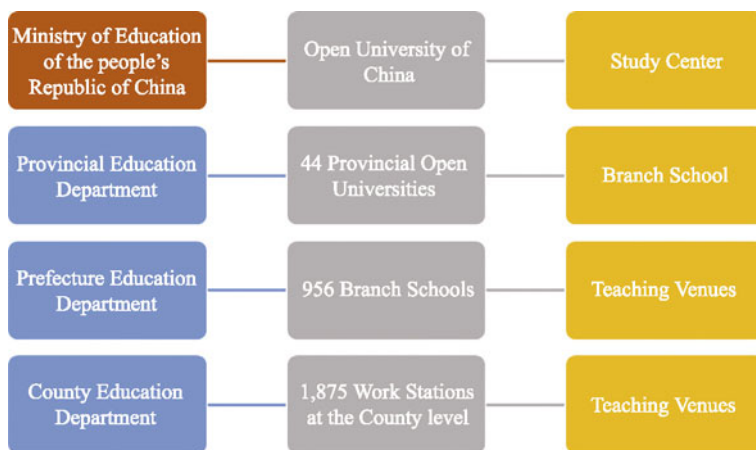 Ministry of Education
of the people's
Republic of China
Open University of
China
Study Center
Provincial Education
Department
44 Provincial Open
Universities
Branch School
Prefecture Education
Department
956 Branch Schools
Teaching Venues
County Education
Department
1,875 Work Stations
at the County level
Teaching Venues